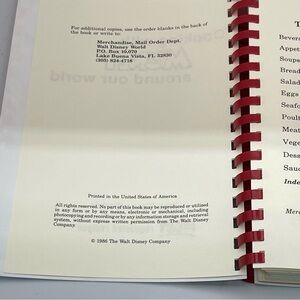 For additional copies, use order blanks in the back of
the book or write to:
Merchandise, Mail Order Dept.
Walt Disney World
P.O. Box 10,070
Lake Buena Vista, FL 32830
(305) 824-4718
around our world
Printed in the United States of America
All rights reserved. No part of this book may be reproduced or utilized
in any form or by any means, electronic or mechanical, including
photocopying and recording or by any information storage and retrieval
system, without express written permission from The Walt Disney
Company.
© 1986 The Walt Disney Company
Bever
Appet
Soups
Bread
Salad
Eggs
Seafo
Poult
Meat
Vege
Dess
Sauc
Inde
Merc